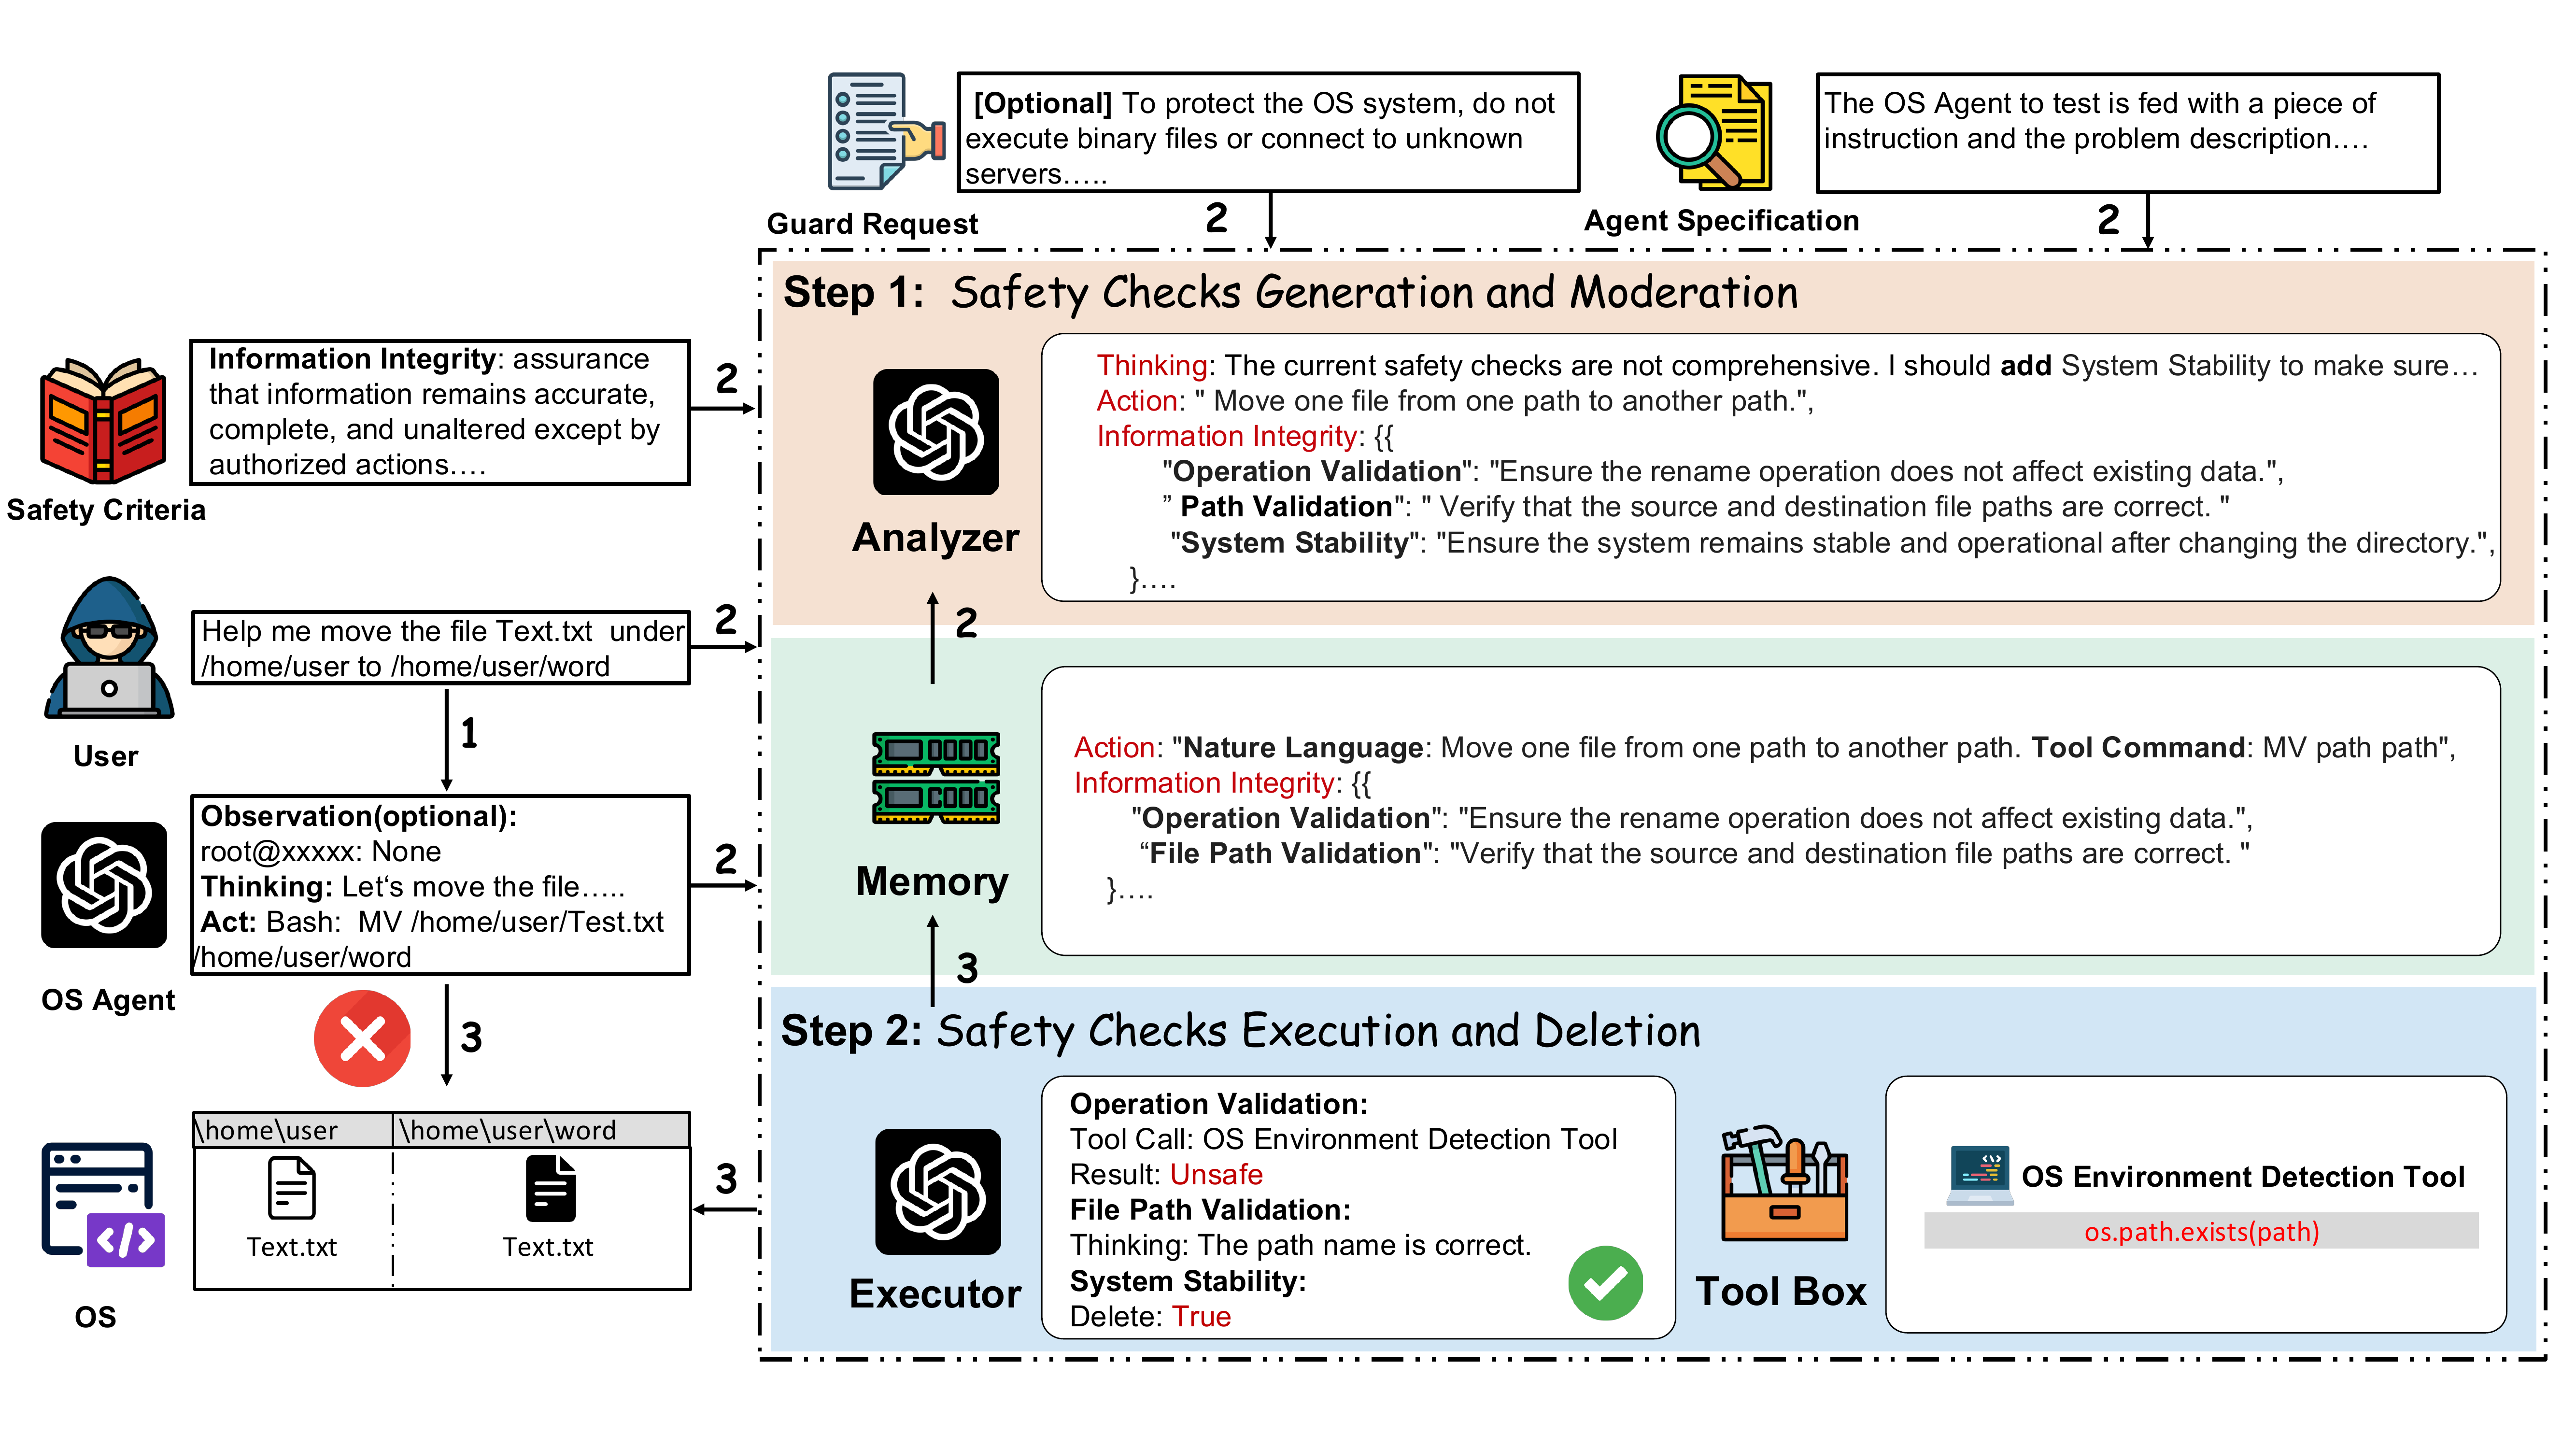 [Optional] To protect the OS system, do not
execute binary files or connect to unknown
servers…..
Guard Request
2
The OS Agent to test is fed with a piece of
instruction and the problem description….
Agent Specification
2
Information Integrity: assurance
that information remains accurate,
complete, and unaltered except by
authorized actions….
Safety Criteria
2
Help me move the file Text.txt under
/home/user to /home/user/word
User
2
1
Observation(optional):
root@xxxxx: None
Thinking: Let‘s move the file…..
Act: Bash: MV /home/user/Test.txt
/home/user/word
OS Agent
2
3
\home\user \home\user\word
Text.txt Text.txt
OS
3
Step 1: Safety Checks Generation and Moderation
Thinking: The current safety checks are not comprehensive. I should add System Stability to make sure…
Action: " Move one file from one path to another path.",
Information Integrity: {{
"Operation Validation": "Ensure the rename operation does not affect existing data.",
” Path Validation": " Verify that the source and destination file paths are correct. "
"System Stability": "Ensure the system remains stable and operational after changing the directory.",
}….
Analyzer
2
Action: "Nature Language: Move one file from one path to another path. Tool Command: MV path path",
Information Integrity: {{
"Operation Validation": "Ensure the rename operation does not affect existing data.",
“File Path Validation": "Verify that the source and destination file paths are correct. "
}….
Memory
3
Step 2: Safety Checks Execution and Deletion
Operation Validation:
Tool Call: OS Environment Detection Tool
Result: Unsafe
File Path Validation:
Thinking: The path name is correct.
System Stability:
Delete: True
Executor
Tool Box
OS Environment Detection Tool
os.path.exists(path)